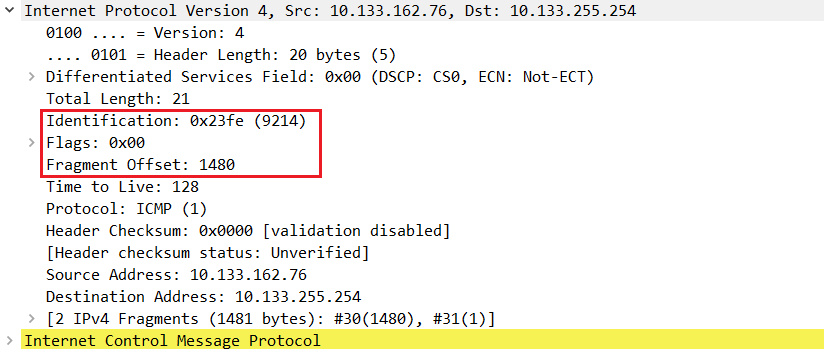 Internet Protocol Version 4, Src: 10.133.162.76, Dst: 10.133.255.254
0100 .... = Version: 4
.... 0101 = Header Length: 20 bytes (5)
Differentiated Services Field: 0x00 (DSCP: CS0, ECN: Not-ECT)
Total Length: 21
Identification: 0x23fe (9214)
Flags: 0x00
Fragment Offset: 1480
Time to Live: 128
Protocol: ICMP (1)
Header Checksum: 0x0000 [validation disabled]
[Header checksum status: Unverified]
Source Address: 10.133.162.76
Destination Address: 10.133.255.254
[2 IPv4 Fragments (1481 bytes): #30(1480), #31(1)]
Internet Control Message Protocol